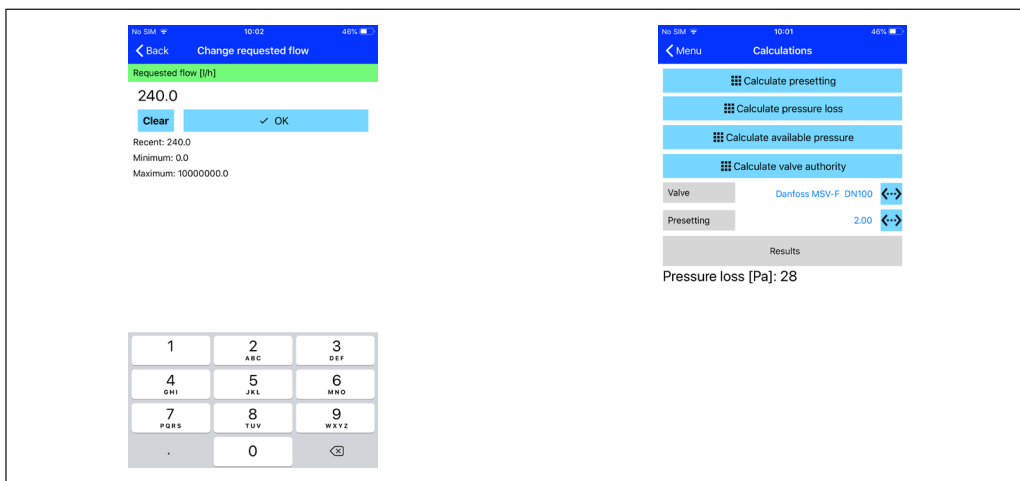 No SIM 10:02 46%
Back Change requested flow
Requested flow [l/h]
240.0
Clear ✓ OK
Recent: 240.0
Minimum: 0.0
Maximum: 10000000.0
1 2 3
ABC DEF
4 5 6
GHI JKL MNO
7 8 9
PQRS TUV WXYZ
. 0
No SIM 10:01 46%
Menu Calculations
Calculate presetting
Calculate pressure loss
Calculate available pressure
Calculate valve authority
Valve Danfoss MSV-F DN100
Presetting 2.00
Results
Pressure loss [Pa]: 28